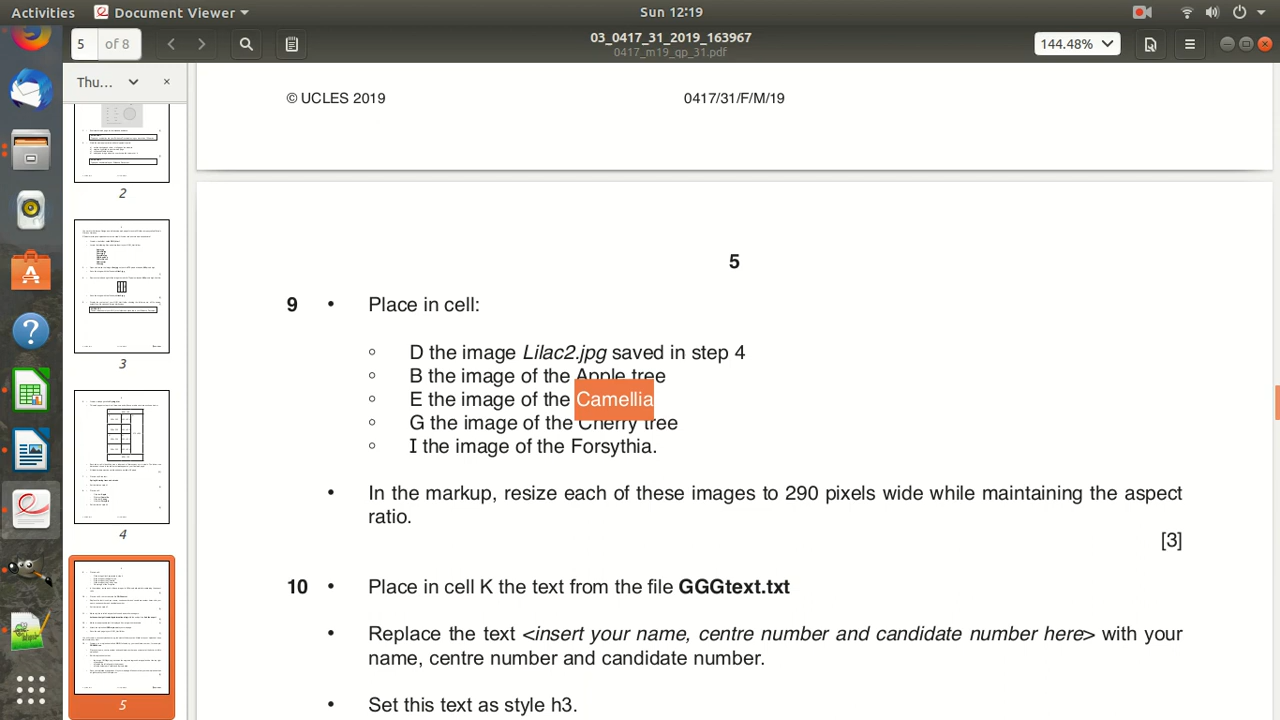 Activities
Document Viewer
Sun 12:19
5
of 8
03_0417_31_2019_163967
0417_m19_qp_31.pdf
144.48%
Thu...
2
3
4
5
© UCLES 2019
0417/31/F/M/19
5
9 • Place in cell:
○ D the image Lilac2.jpg saved in step 4
○ B the image of the Apple tree
○ E the image of the Camellia
○ G the image of the Cherry tree
○ I the image of the Forsythia.
• In the markup, resize each of these images to 290 pixels wide while maintaining the aspect
ratio.
[3]
10 • Place in cell K the text from the file GGGtext.txt
• Replace the text <insert your name, centre number and candidate number here> with your
name, centre number and candidate number.
• Set this text as style h3.